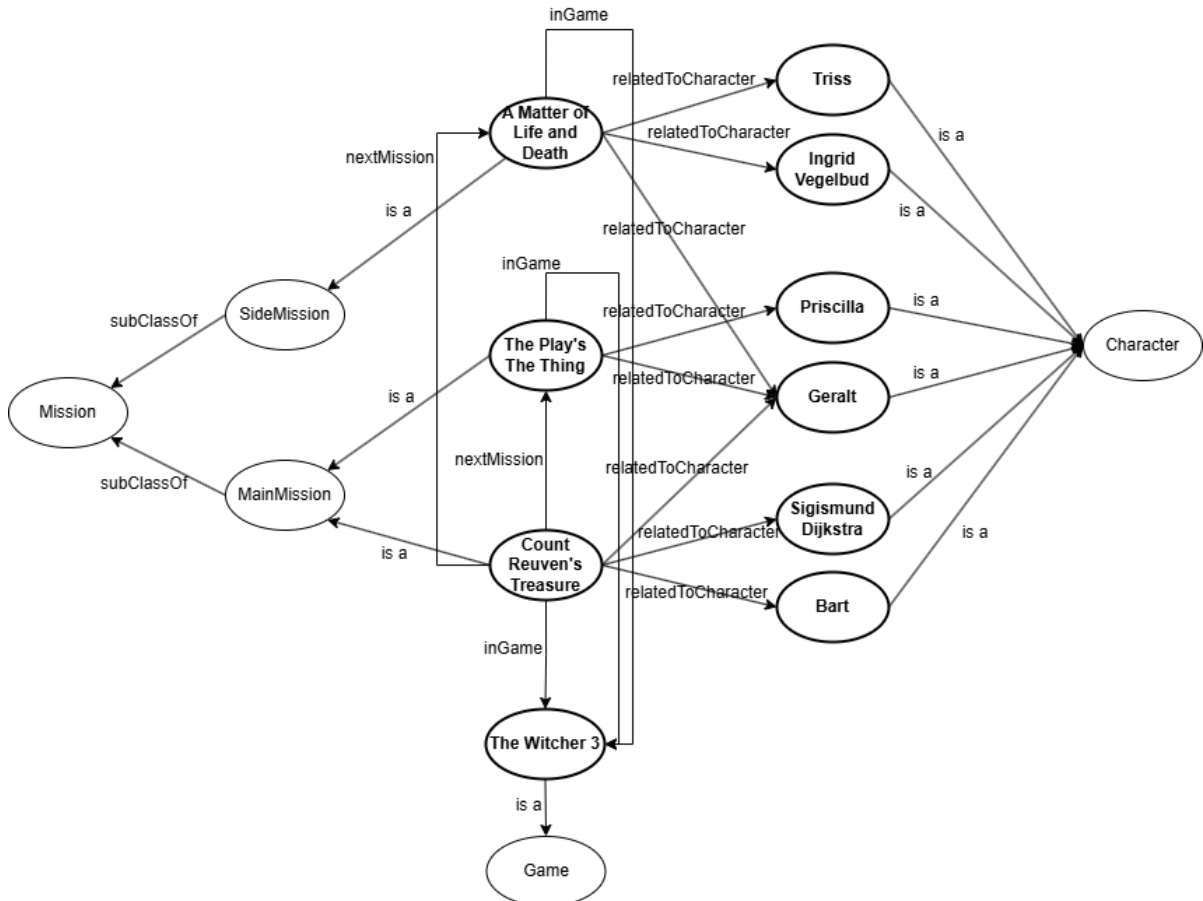 inGame
relatedToCharacter
Triss
A Matter of
Life and
Death
is a
relatedToCharacter
nextMission
Ingrid
Vegelbud
is a
is a
relatedToCharacter
inGame
SideMission
subClassOf
relatedToCharacter
Priscilla
is a
The Play's
The Thing
Character
relatedToCharacter
is a
Mission
is a
Geralt
nextMission
relatedToCharacter
is a
subClassOf
MainMission
Sigismund
Dijkstra
relatedToCharacter
is a
is a
Count
Reuven's
Treasure
relatedToCharacter
Bart
inGame
The Witcher 3
is a
Game